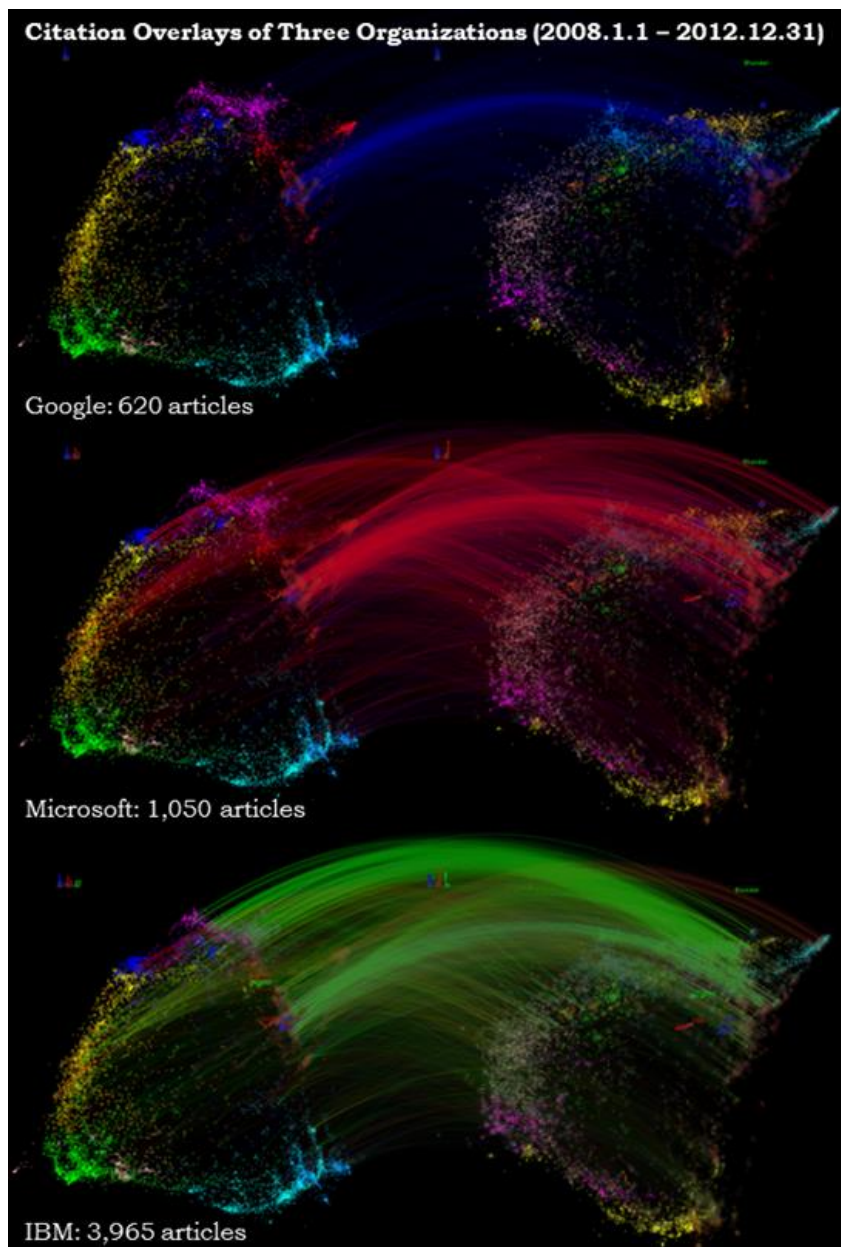 Citation Overlays of Three Organizations (2008.1.1 – 2012.12.31)
Google: 620 articles
Microsoft: 1,050 articles
IBM: 3,965 articles